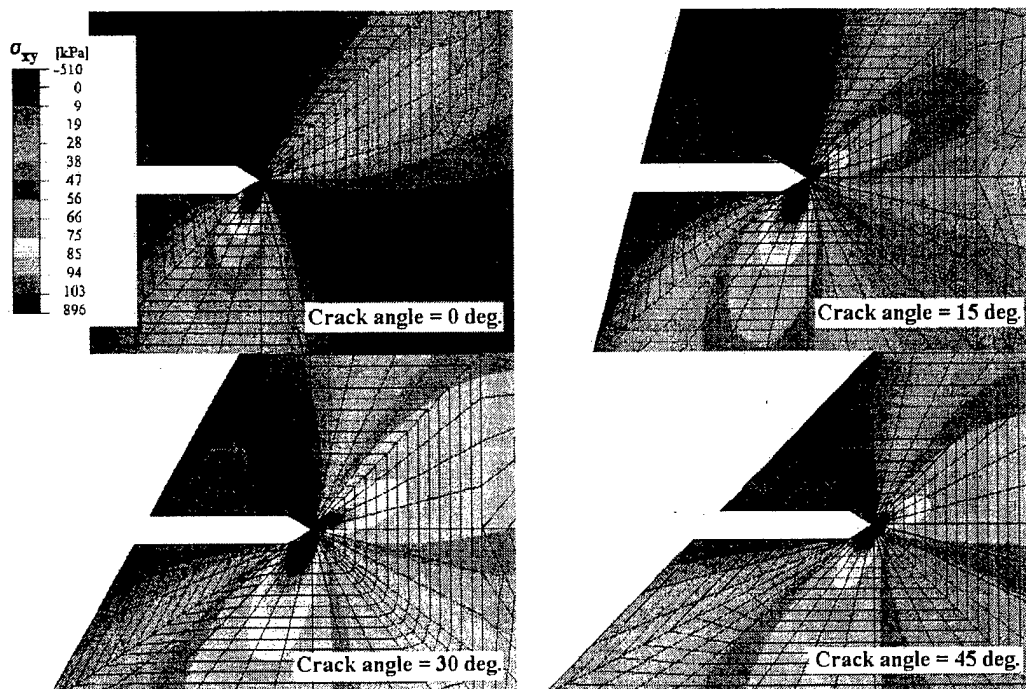 σxy [kPa]
-510
0
9
19
28
38
47
56
66
75
85
94
103
896
Crack angle = 0 deg.
Crack angle = 15 deg.
Crack angle = 30 deg.
Crack angle = 45 deg.